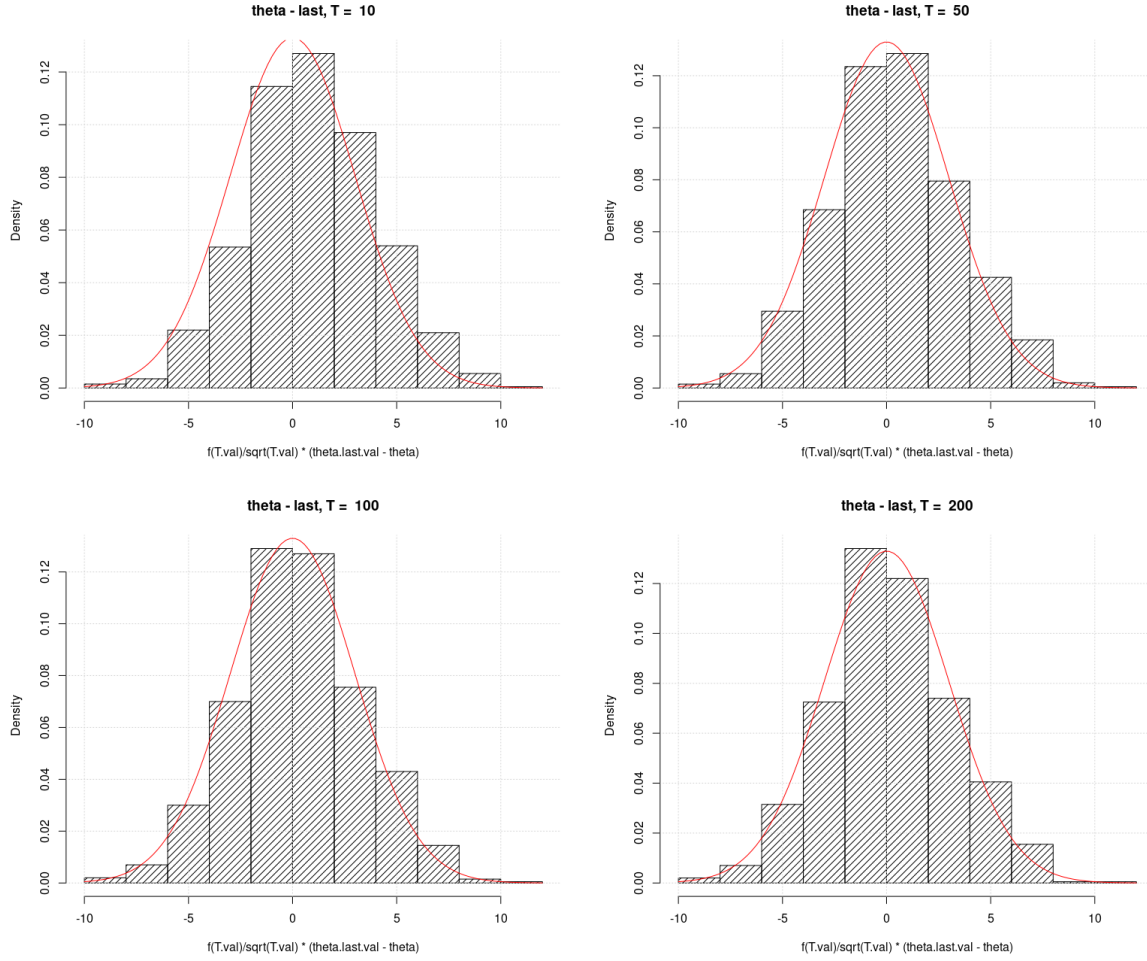 theta - last, T =  10
Density
0.00 0.02 0.04 0.06 0.08 0.10 0.12
-10 -5 0 5 10
f(T.val)/sqrt(T.val) * (theta.last.val - theta)
theta - last, T =  50
Density
0.00 0.02 0.04 0.06 0.08 0.10 0.12
-10 -5 0 5 10
f(T.val)/sqrt(T.val) * (theta.last.val - theta)
theta - last, T =  100
Density
0.00 0.02 0.04 0.06 0.08 0.10 0.12
-10 -5 0 5 10
f(T.val)/sqrt(T.val) * (theta.last.val - theta)
theta - last, T =  200
Density
0.00 0.02 0.04 0.06 0.08 0.10 0.12
-10 -5 0 5 10
f(T.val)/sqrt(T.val) * (theta.last.val - theta)